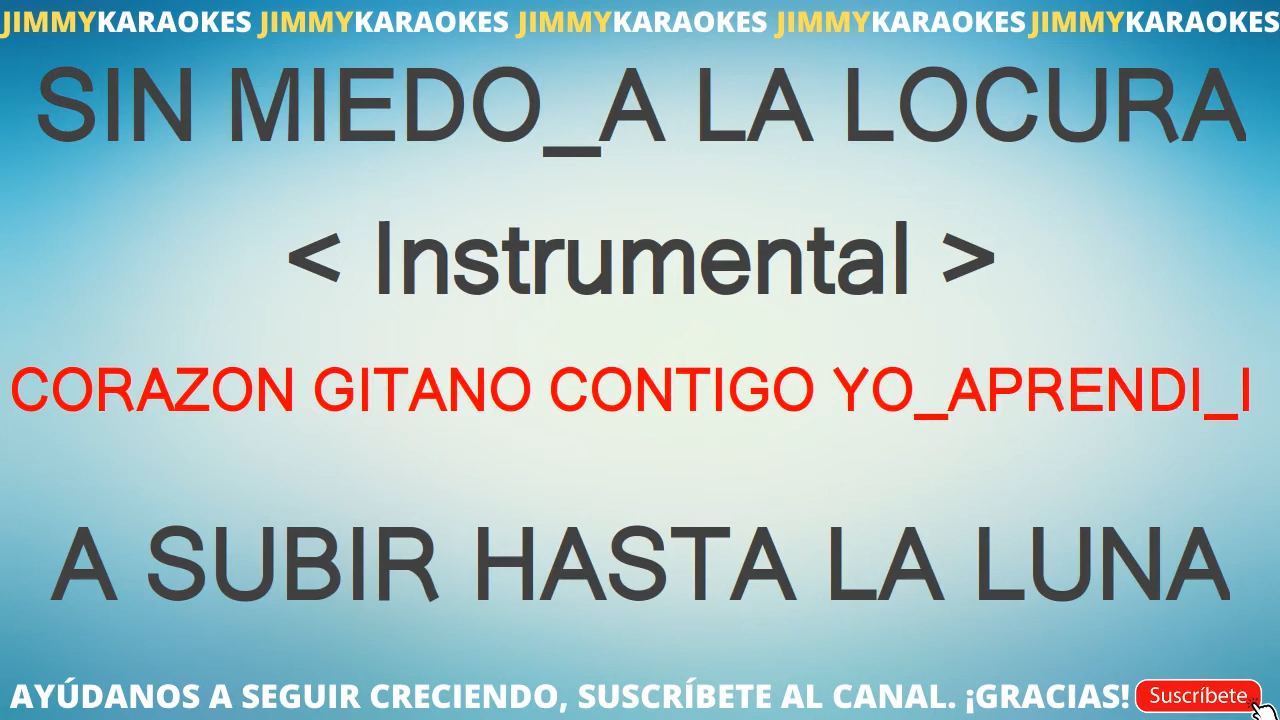 JIMMYKARAOKES JIMMYKARAOKES JIMMYKARAOKES JIMMYKARAOKES JIMMYKARAOKES
SIN MIEDO_A LA LOCURA
< Instrumental >
CORAZON GITANO CONTIGO YO_APRENDI_I
A SUBIR HASTA LA LUNA
AYÚDANOS A SEGUIR CRECIENDO, SUSCRÍBETE AL CANAL. ¡GRACIAS! Suscríbete